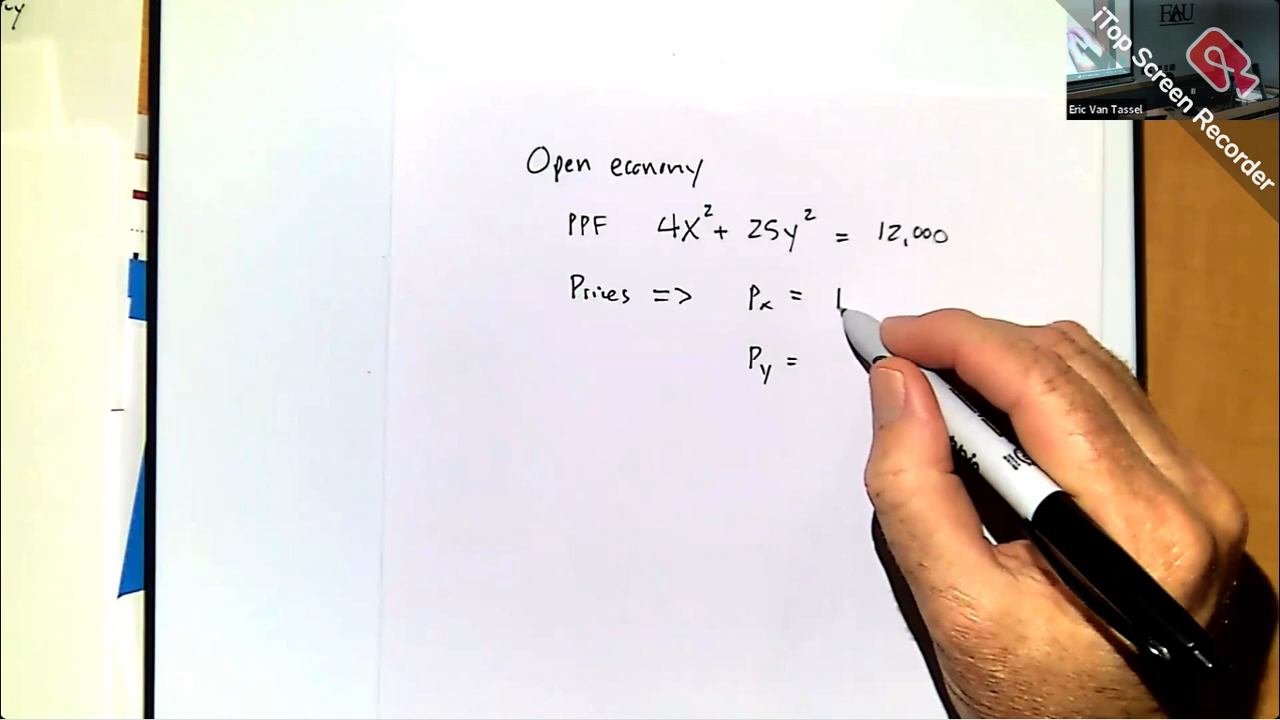 y
FAU
iTop Screen Recorder
Eric Van Tassel
Open economy
PPF 4x² + 25y² = 12,000
Prices => Px = 1
Py =